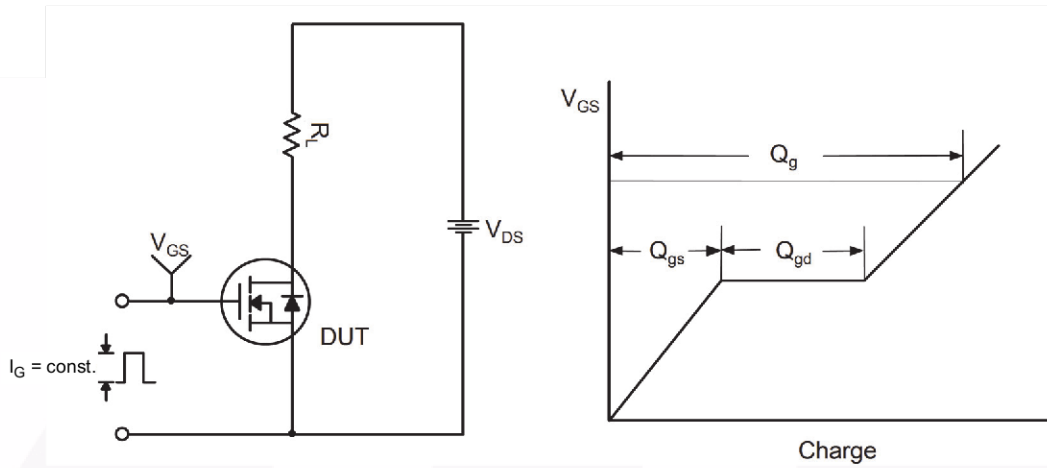 R_L
V_GS
V_DS
DUT
I_G = const.
V_GS
Q_g
Q_gs
Q_gd
Charge